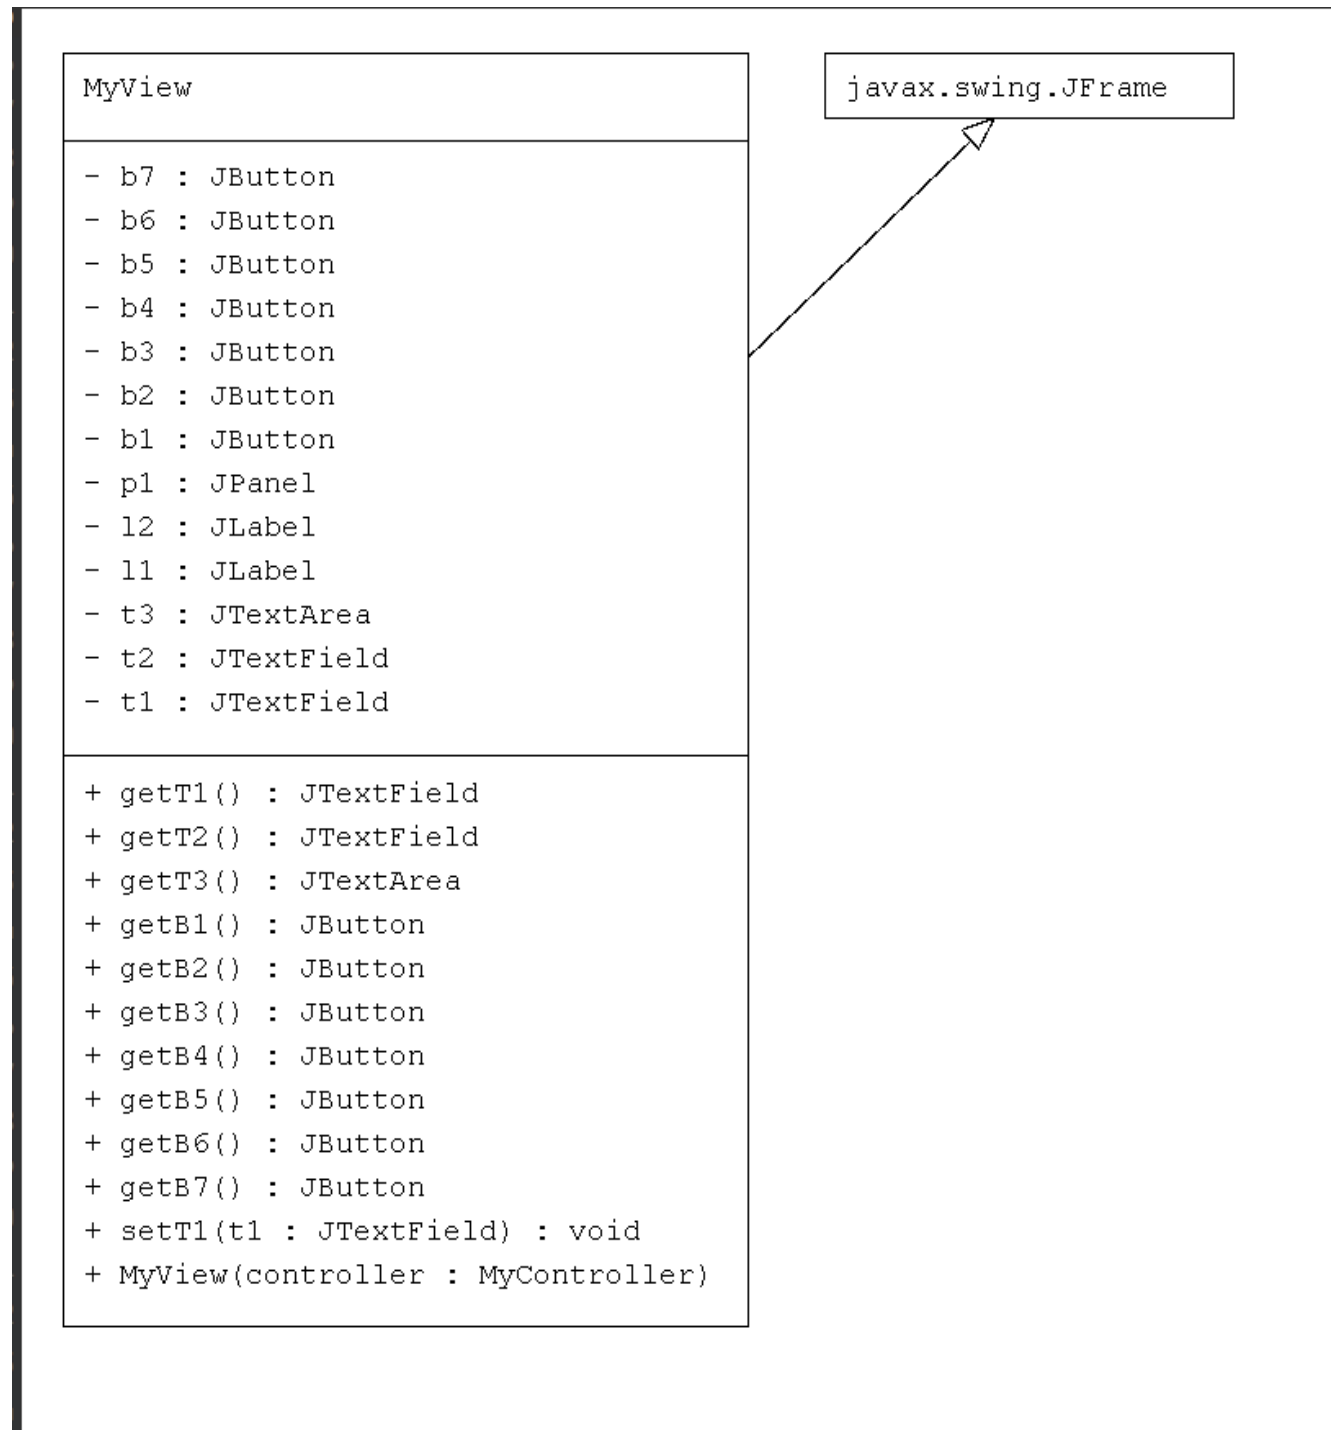 MyView
- b7 : JButton
- b6 : JButton
- b5 : JButton
- b4 : JButton
- b3 : JButton
- b2 : JButton
- b1 : JButton
- p1 : JPanel
- l2 : JLabel
- l1 : JLabel
- t3 : JTextArea
- t2 : JTextField
- t1 : JTextField
+ getT1() : JTextField
+ getT2() : JTextField
+ getT3() : JTextArea
+ getB1() : JButton
+ getB2() : JButton
+ getB3() : JButton
+ getB4() : JButton
+ getB5() : JButton
+ getB6() : JButton
+ getB7() : JButton
+ setT1(t1 : JTextField) : void
+ MyView(controller : MyController)
javax.swing.JFrame